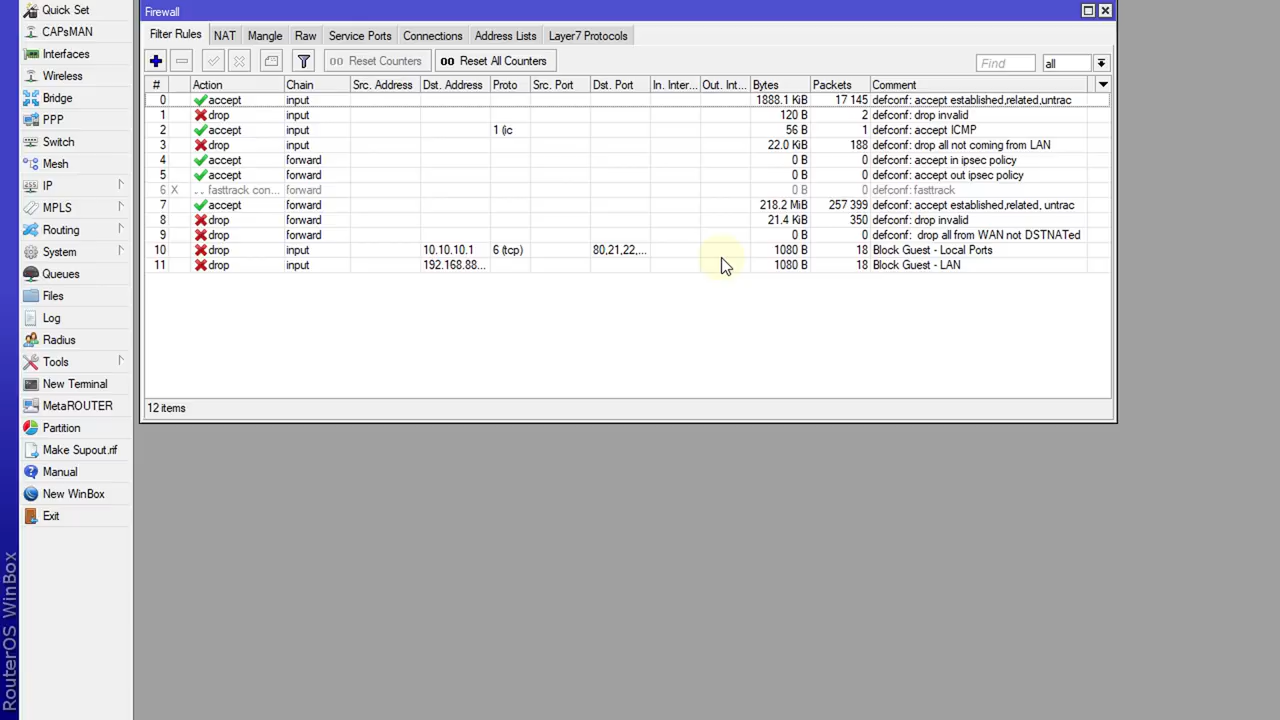 Quick Set
CAPsMAN
Interfaces
Wireless
Bridge
PPP
Switch
Mesh
IP
MPLS
Routing
System
Queues
Files
Log
Radius
Tools
New Terminal
MetaROUTER
Partition
Make Supout.rif
Manual
New WinBox
Exit
RouterOS WinBox
Firewall
Filter Rules NAT Mangle Raw Service Ports Connections Address Lists Layer7 Protocols
00 Reset Counters 00 Reset All Counters Find all
# Action Chain Src. Address Dst. Address Proto Src. Port Dst. Port In. Inter... Out. Int... Bytes Packets Comment
0 accept input 1888.1 KiB 17 145 defconf: accept established,related,untrac
1 drop input 120 B 2 defconf: drop invalid
2 accept input 1 (ic 56 B 1 defconf: accept ICMP
3 drop input 22.0 KiB 188 defconf: drop all not coming from LAN
4 accept forward 0 B 0 defconf: accept in ipsec policy
5 accept forward 0 B 0 defconf: accept out ipsec policy
6 X fasttrack con... forward 0 B 0 defconf: fasttrack
7 accept forward 218.2 MiB 257 399 defconf: accept established,related, untrac
8 drop forward 21.4 KiB 350 defconf: drop invalid
9 drop forward 0 B 0 defconf: drop all from WAN not DSTNATed
10 drop input 10.10.10.1 6 (tcp) 80,21,22,... 1080 B 18 Block Guest - Local Ports
11 drop input 192.168.88... 1080 B 18 Block Guest - LAN
12 items